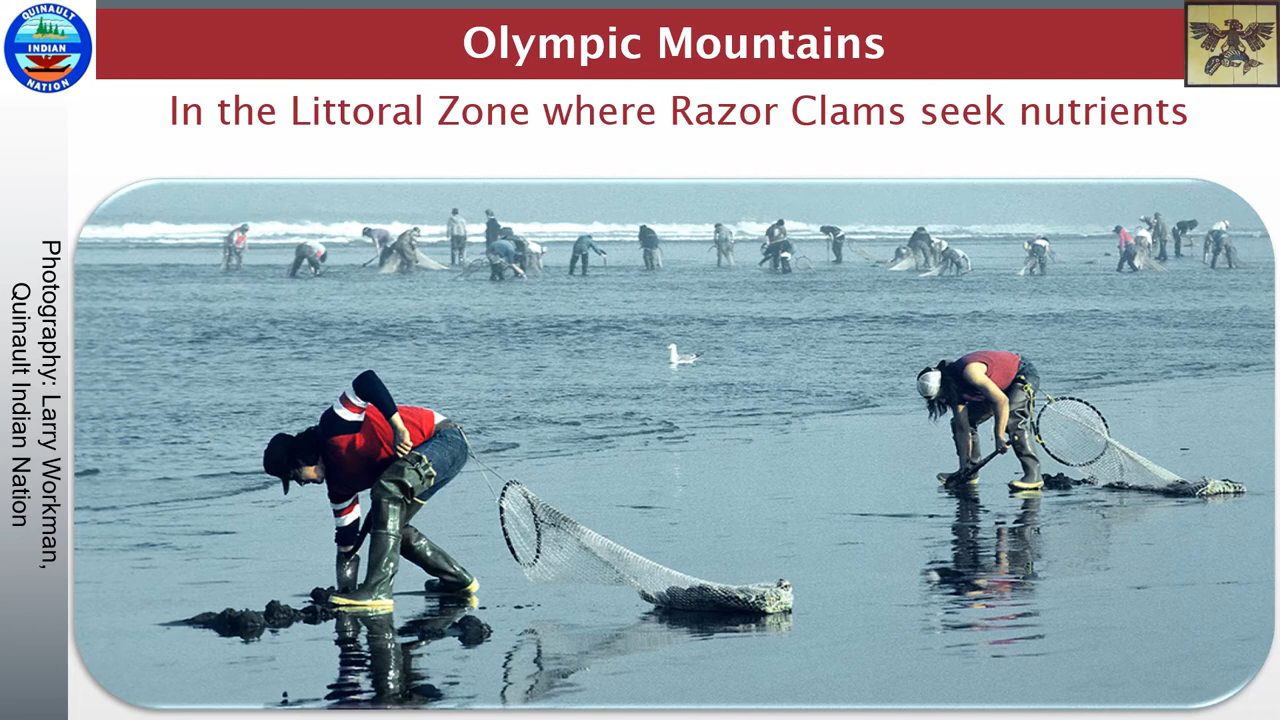 QUINAULT
INDIAN
NATION
Olympic Mountains
In the Littoral Zone where Razor Clams seek nutrients
Photography: Larry Workman,
Quinault Indian Nation